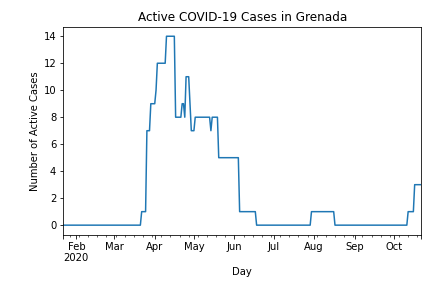 Active COVID-19 Cases in Grenada
14
12
10
8
6
4
2
0
Number of Active Cases
Feb Mar Apr May Jun Jul Aug Sep Oct
2020
Day